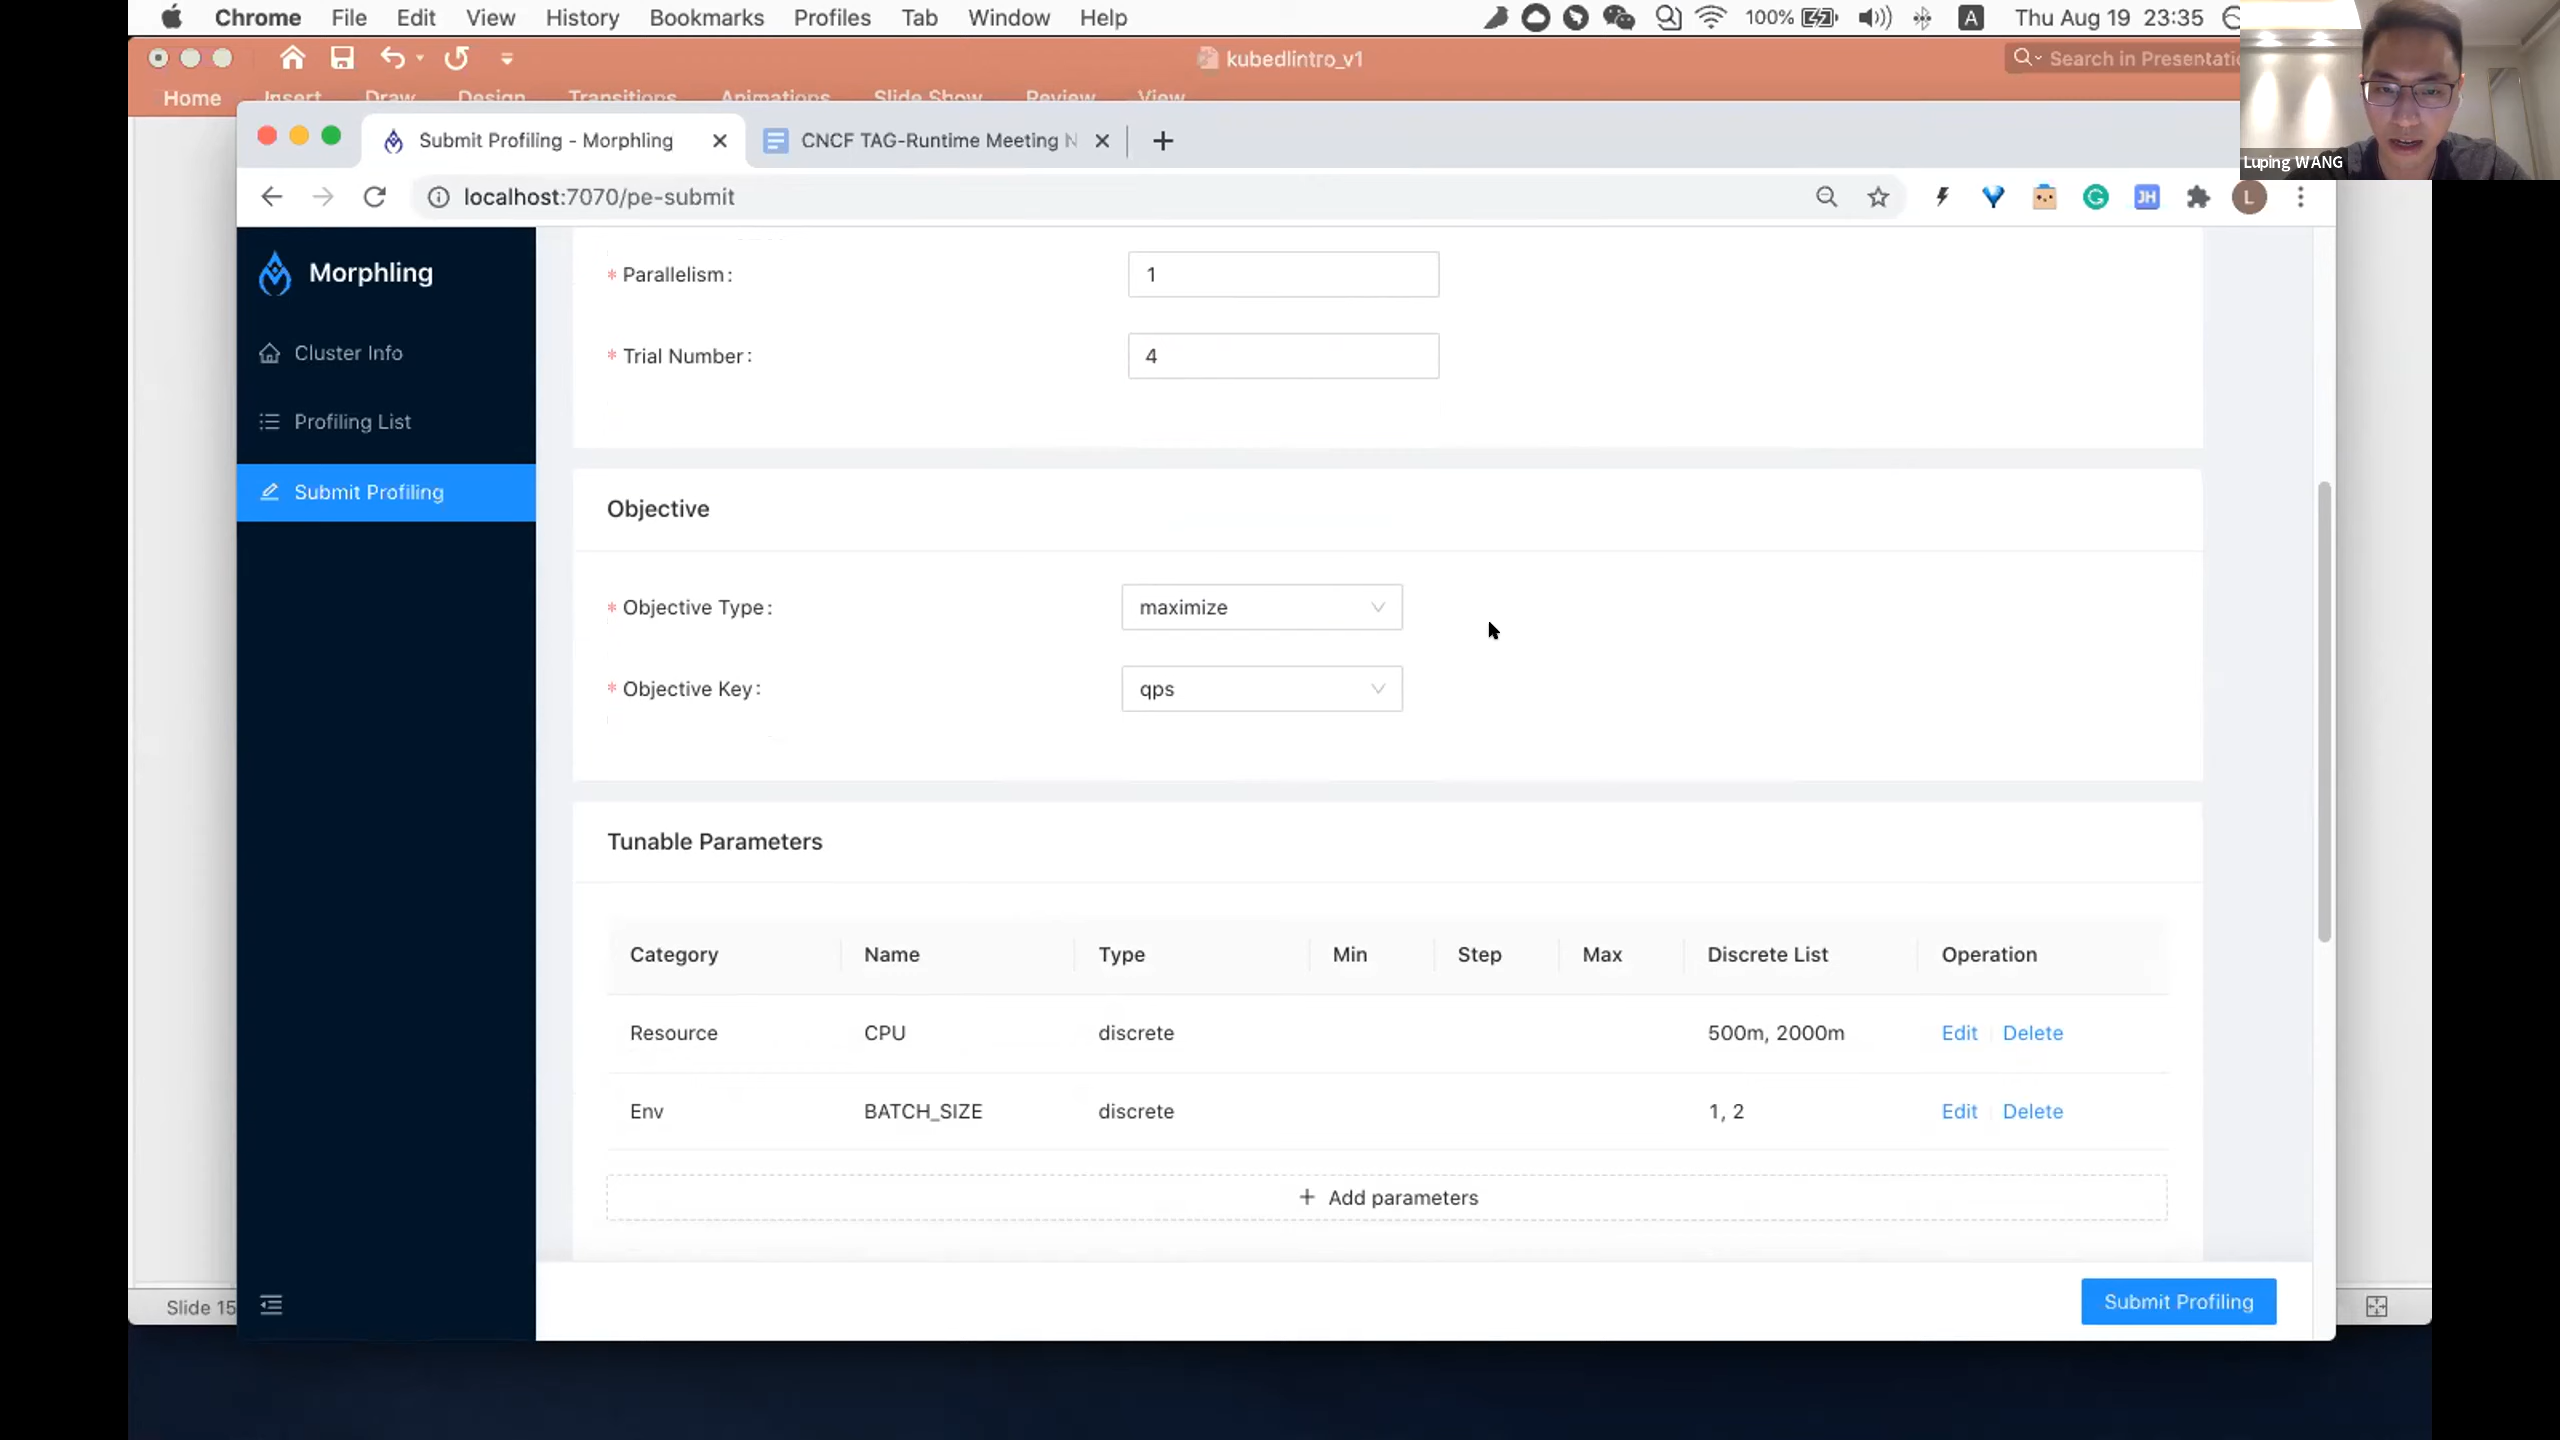 Chrome File Edit View History Bookmarks Profiles Tab Window Help 100% A Thu Aug 19 23:35
kubedlintro_v1 Search in Presentatio
Home Insert Draw Design Transitions Animations Slide Show Review View
Luping WANG
Submit Profiling - Morphling CNCF TAG-Runtime Meeting N
localhost:7070/pe-submit JH L
Morphling
Cluster Info
Profiling List
Submit Profiling
* Parallelism: 1
* Trial Number: 4
Objective
* Objective Type: maximize
* Objective Key: qps
Tunable Parameters
Category Name Type Min Step Max Discrete List Operation
Resource CPU discrete 500m, 2000m Edit Delete
Env BATCH_SIZE discrete 1, 2 Edit Delete
+ Add parameters
Slide 15
Submit Profiling